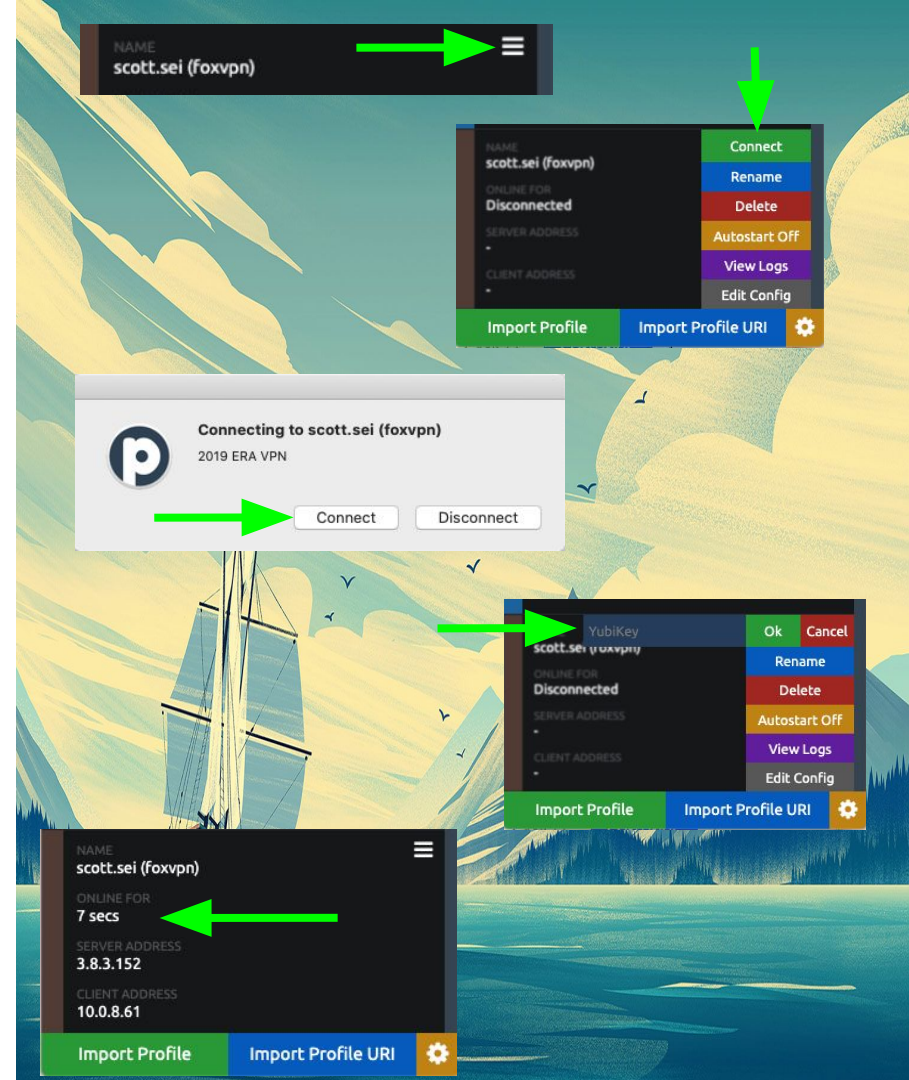 NAME
scott.sei (foxvpn)
NAME
scott.sei (foxvpn)
ONLINE FOR
Disconnected
SERVER ADDRESS
-
CLIENT ADDRESS
-
Connect
Rename
Delete
Autostart Off
View Logs
Edit Config
Import Profile
Import Profile URI
Connecting to scott.sei (foxvpn)
2019 ERA VPN
Connect
Disconnect
YubiKey
Ok
Cancel
scott.sei (foxvpn)
ONLINE FOR
Disconnected
SERVER ADDRESS
-
CLIENT ADDRESS
-
Rename
Delete
Autostart Off
View Logs
Edit Config
Import Profile
Import Profile URI
NAME
scott.sei (foxvpn)
ONLINE FOR
7 secs
SERVER ADDRESS
3.8.3.152
CLIENT ADDRESS
10.0.8.61
Import Profile
Import Profile URI